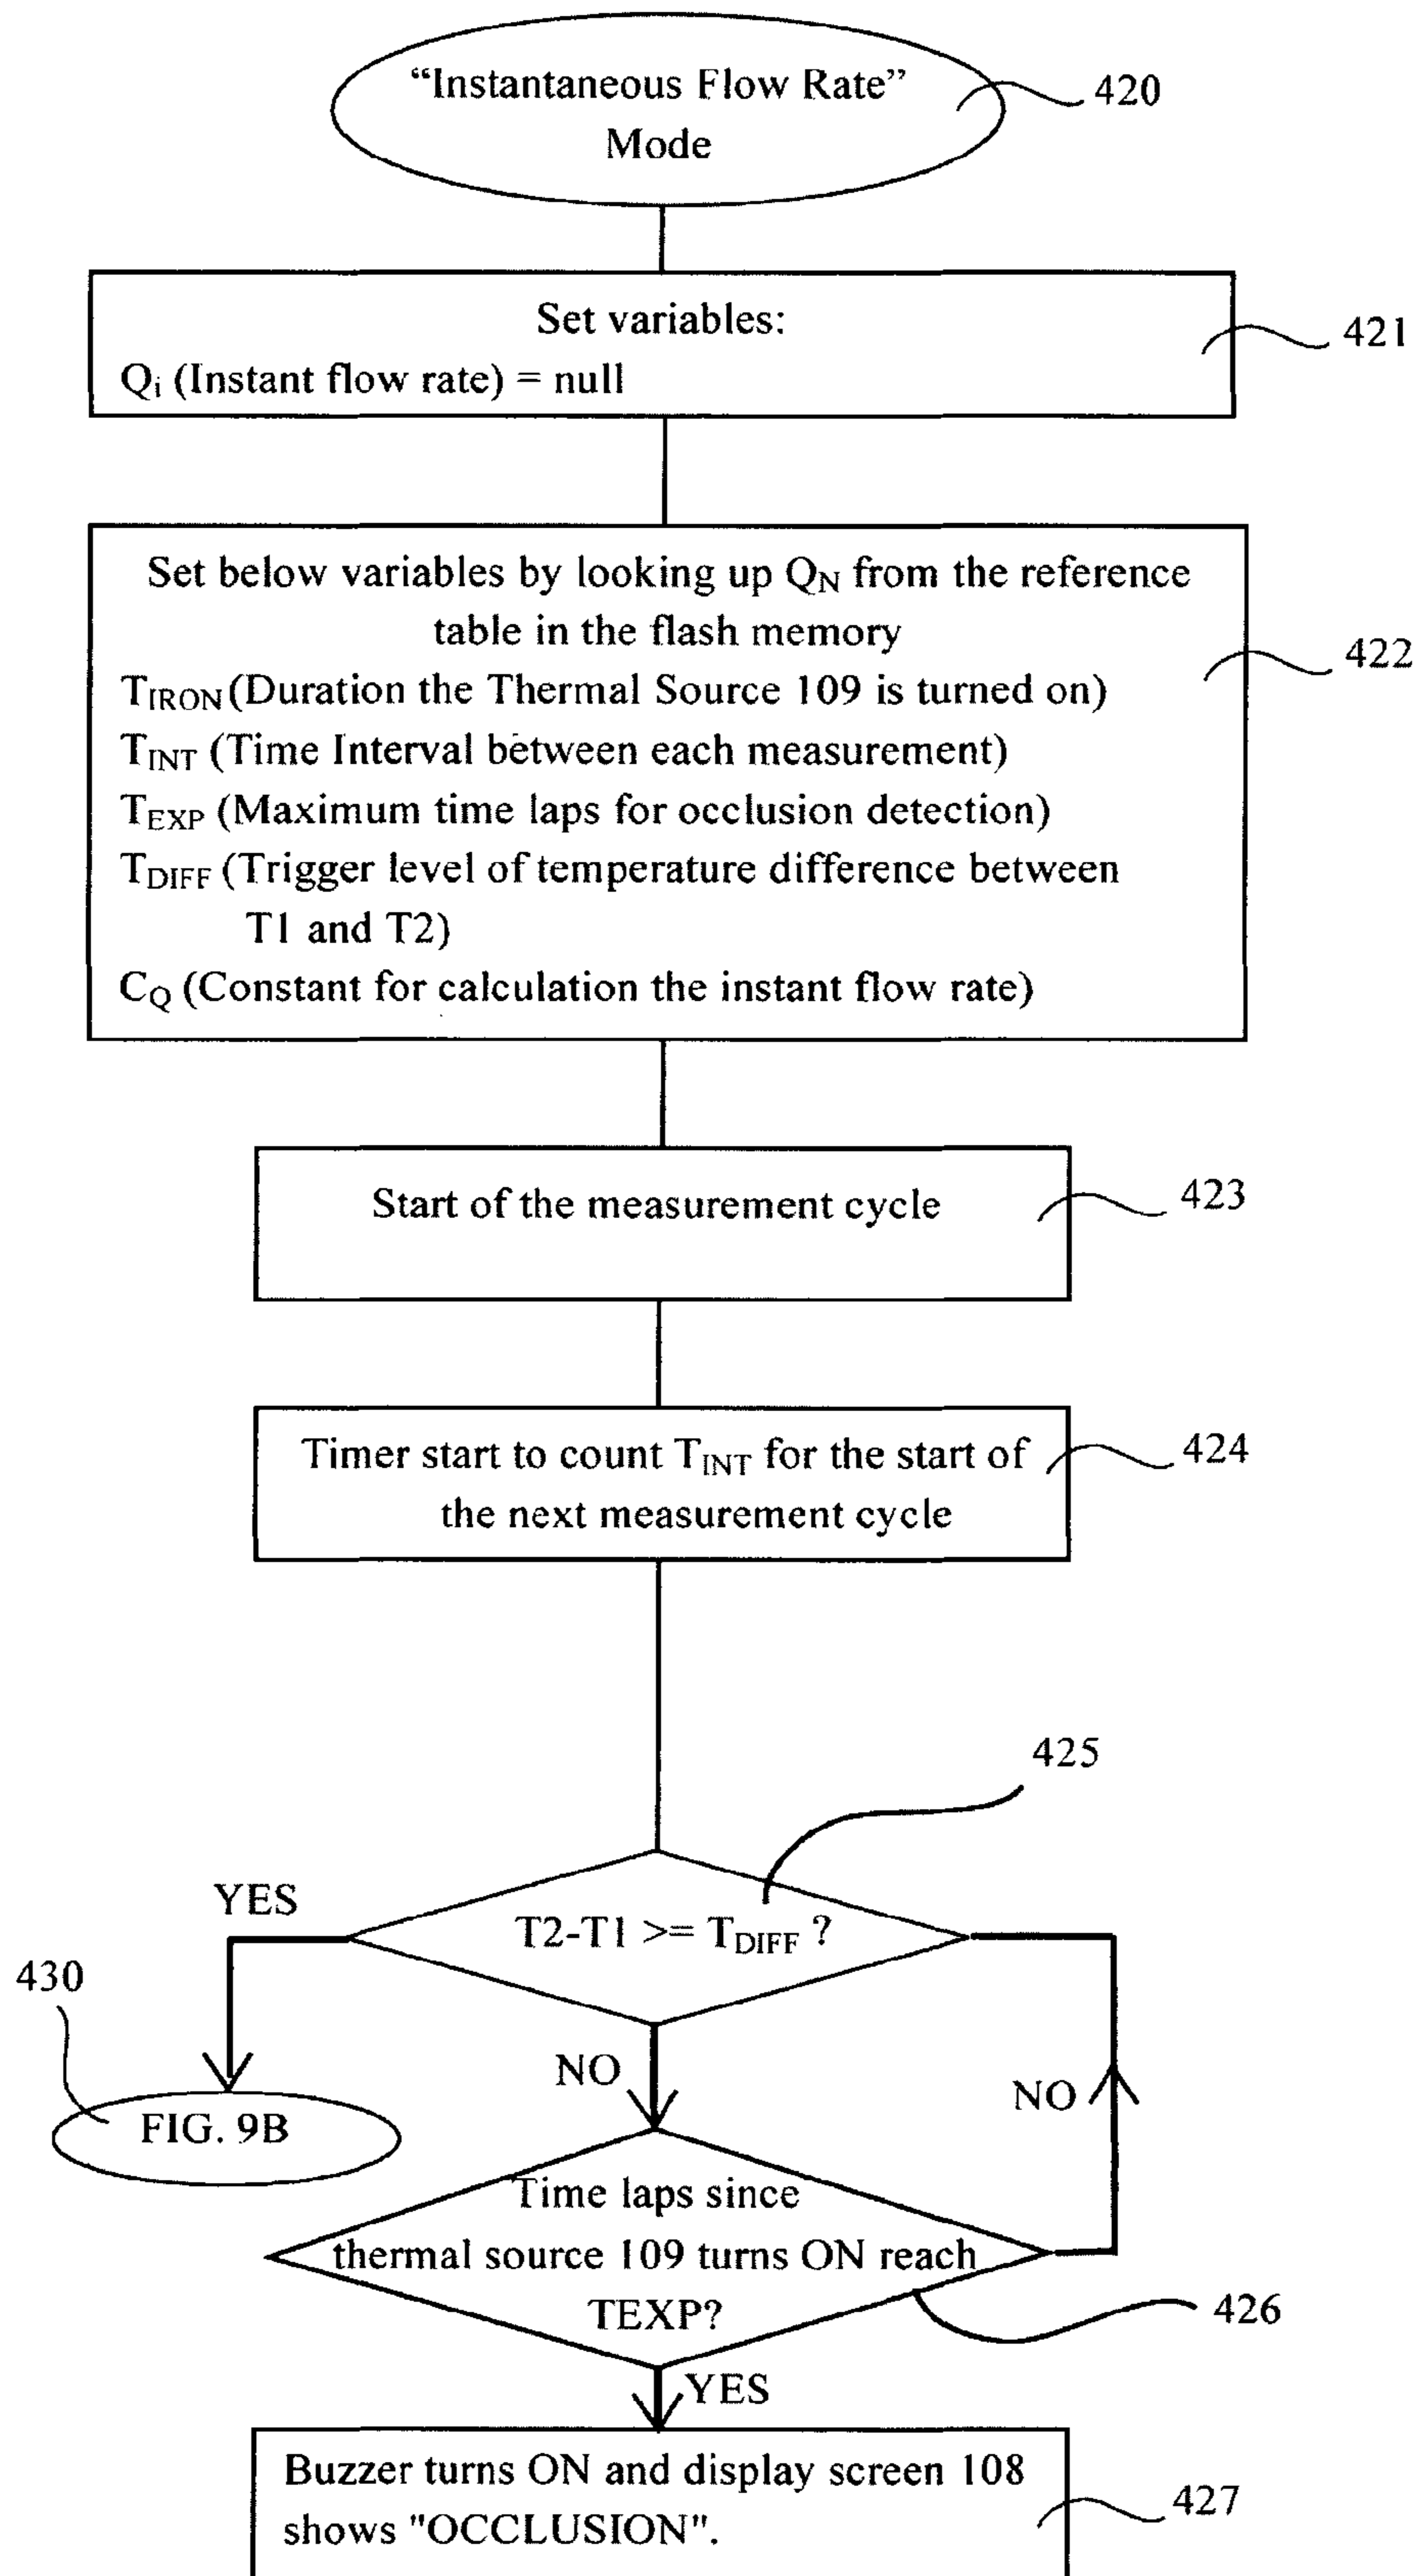 “Instantaneous Flow Rate”
Mode
420
Set variables:
Qi (Instant flow rate) = null
421
Set below variables by looking up QN from the reference
table in the flash memory
TIRON (Duration the Thermal Source 109 is turned on)
TINT (Time Interval between each measurement)
TEXP (Maximum time laps for occlusion detection)
TDIFF (Trigger level of temperature difference between
T1 and T2)
CQ (Constant for calculation the instant flow rate)
422
Start of the measurement cycle
423
Timer start to count TINT for the start of
the next measurement cycle
424
425
T2-T1 >= TDIFF ?
YES
430
FIG. 9B
NO
NO
Time laps since
thermal source 109 turns ON reach
TEXP?
426
YES
Buzzer turns ON and display screen 108
shows "OCCLUSION".
427